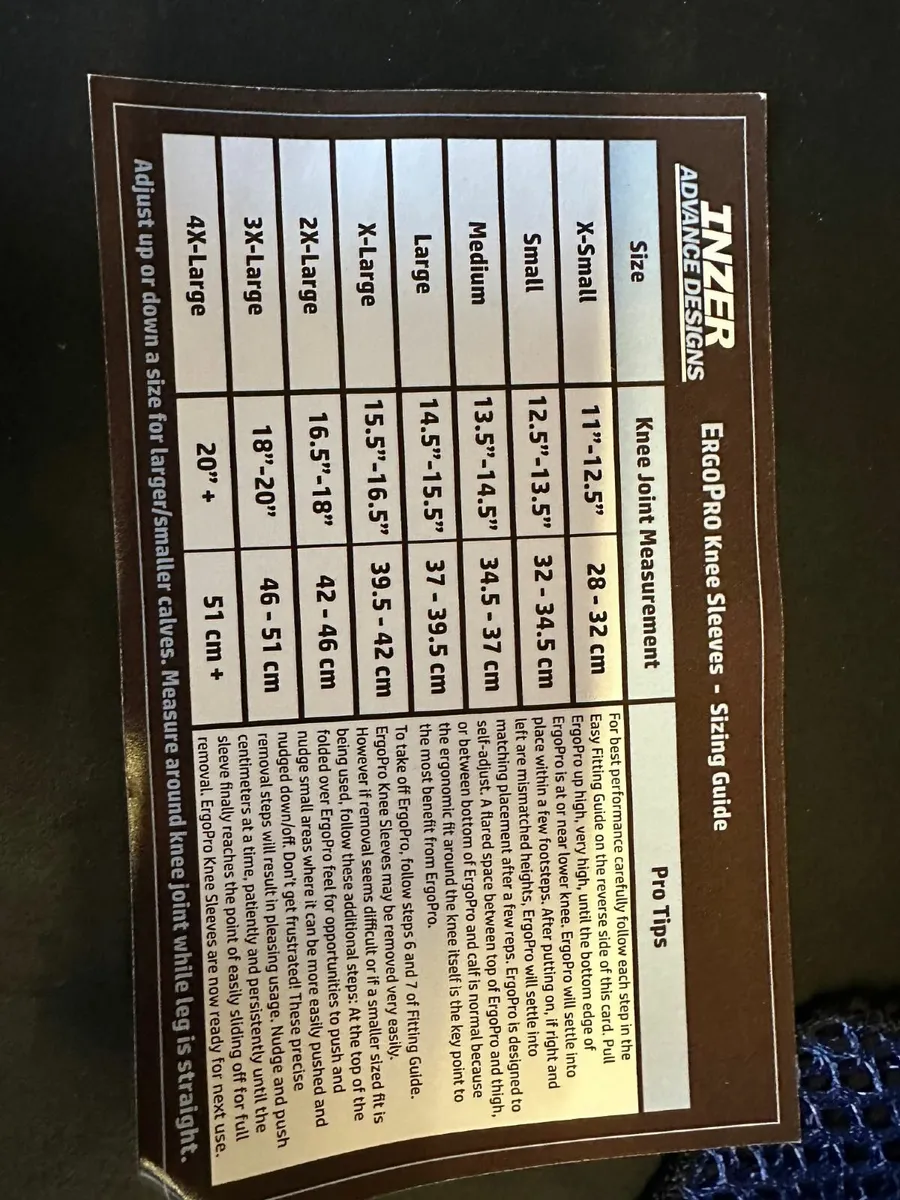 INZER
ADVANCE DESIGNS
ERGOPRO KNEE SLEEVES - SIZING GUIDE
Size Knee Joint Measurement Pro Tips
X-Small 11”-12.5” 28 - 32 cm
Small 12.5”-13.5” 32 - 34.5 cm
Medium 13.5”-14.5” 34.5 - 37 cm
Large 14.5”-15.5” 37 - 39.5 cm
X-Large 15.5”-16.5” 39.5 - 42 cm
2X-Large 16.5”-18” 42 - 46 cm
3X-Large 18”-20” 46 - 51 cm
4X-Large 20” + 51 cm +
For best performance carefully follow each step in the
Easy Fitting Guide on the reverse side of this card. Pull
ErgoPro up high, very high, until the bottom edge of
ErgoPro is at or near lower knee. ErgoPro will settle into
place within a few footsteps. After putting on, if right and
left are mismatched heights, ErgoPro will settle into
matching placement after a few reps. ErgoPro is designed to
self-adjust. A flared space between top of ErgoPro and thigh,
or between bottom of ErgoPro and calf is normal because
the ergonomic fit around the knee itself is the key point to
the most benefit from ErgoPro.
To take off ErgoPro, follow steps 6 and 7 of Fitting Guide.
ErgoPro Knee Sleeves may be removed very easily.
However if removal seems difficult or if a smaller sized fit is
being used, follow these additional steps: At the top of the
folded over ErgoPro feel for opportunities to push and
nudge small areas where it can be more easily pushed and
nudged down/off. Don't get frustrated! These precise
removal steps will result in pleasing usage. Nudge and push
centimeters at a time, patiently and persistently until the
sleeve finally reaches the point of easily sliding off for full
removal. ErgoPro Knee Sleeves are now ready for next use.
Adjust up or down a size for larger/smaller calves. Measure around knee joint while leg is straight.